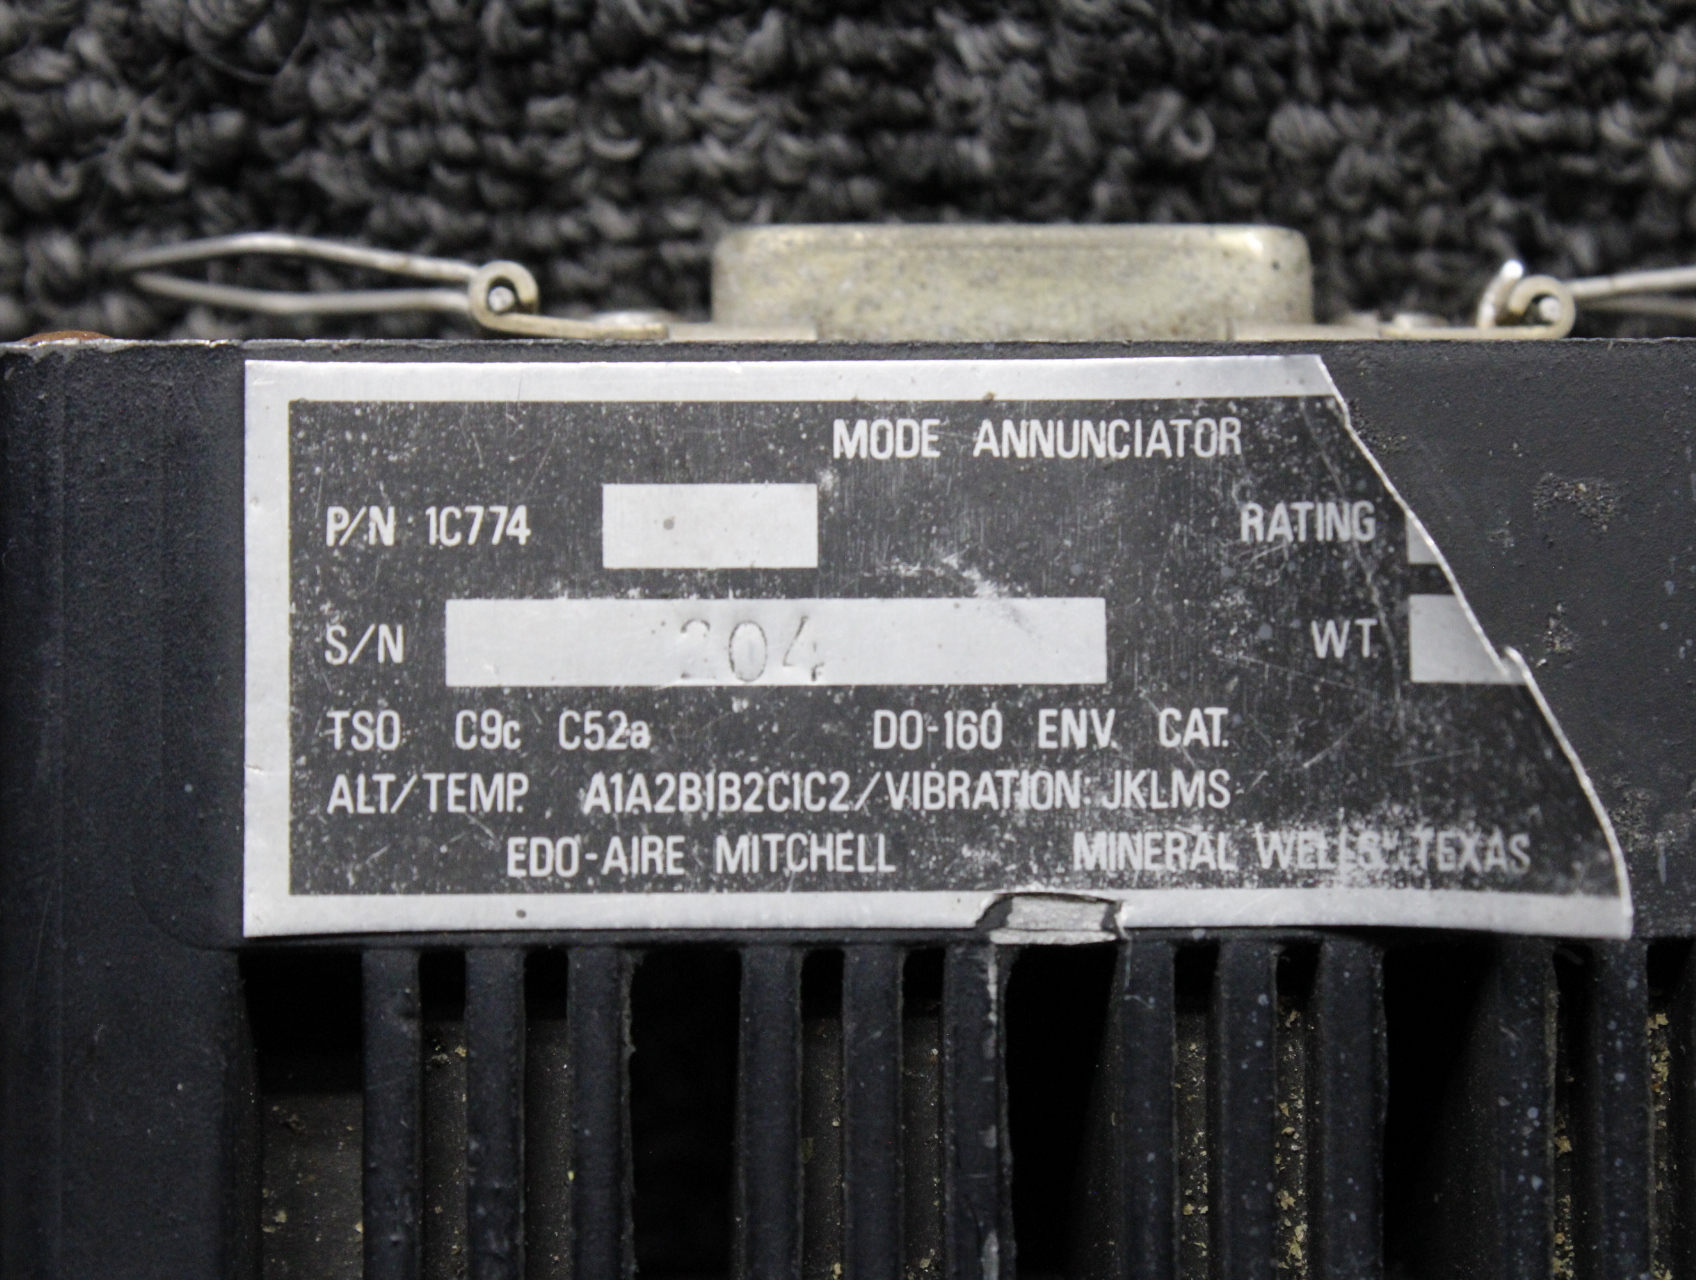 MODE ANNUNCIATOR
P/N 1C774 RATING
S/N 204 WT.
TSO C9c C52a DO-160 ENV. CAT.
ALT/TEMP. A1A2B1B2C1C2/VIBRATION: JKLMS
EDO-AIRE MITCHELL MINERAL WELLS, TEXAS